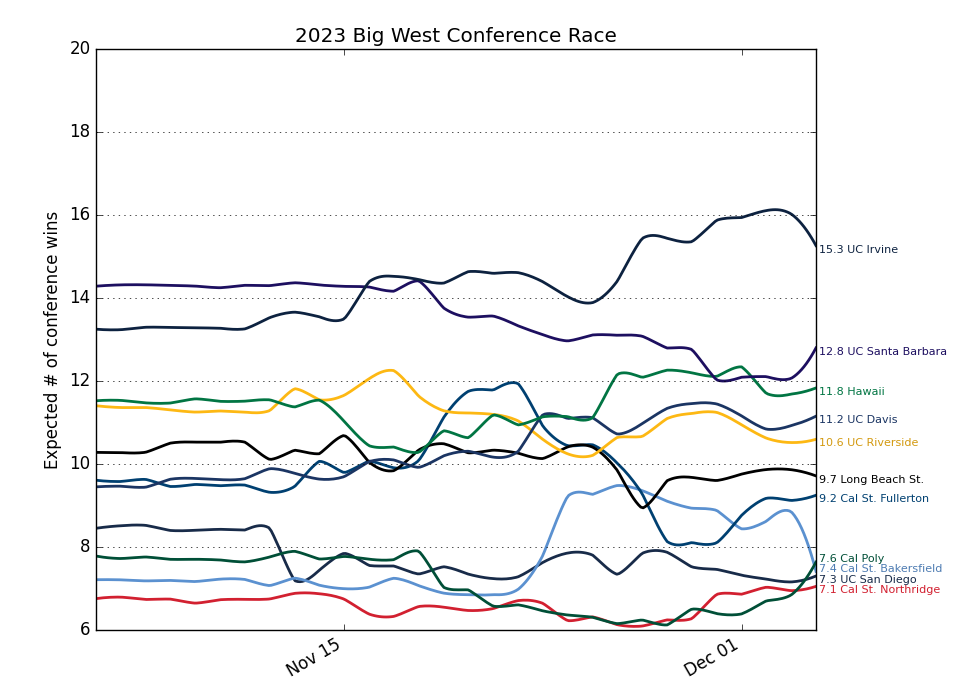 2023 Big West Conference Race
Expected # of conference wins
20
18
16
14
12
10
8
6
Nov 15
Dec 01
15.3 UC Irvine
12.8 UC Santa Barbara
11.8 Hawaii
11.2 UC Davis
10.6 UC Riverside
9.7 Long Beach St.
9.2 Cal St. Fullerton
7.6 Cal Poly
7.4 Cal St. Bakersfield
7.3 UC San Diego
7.1 Cal St. Northridge